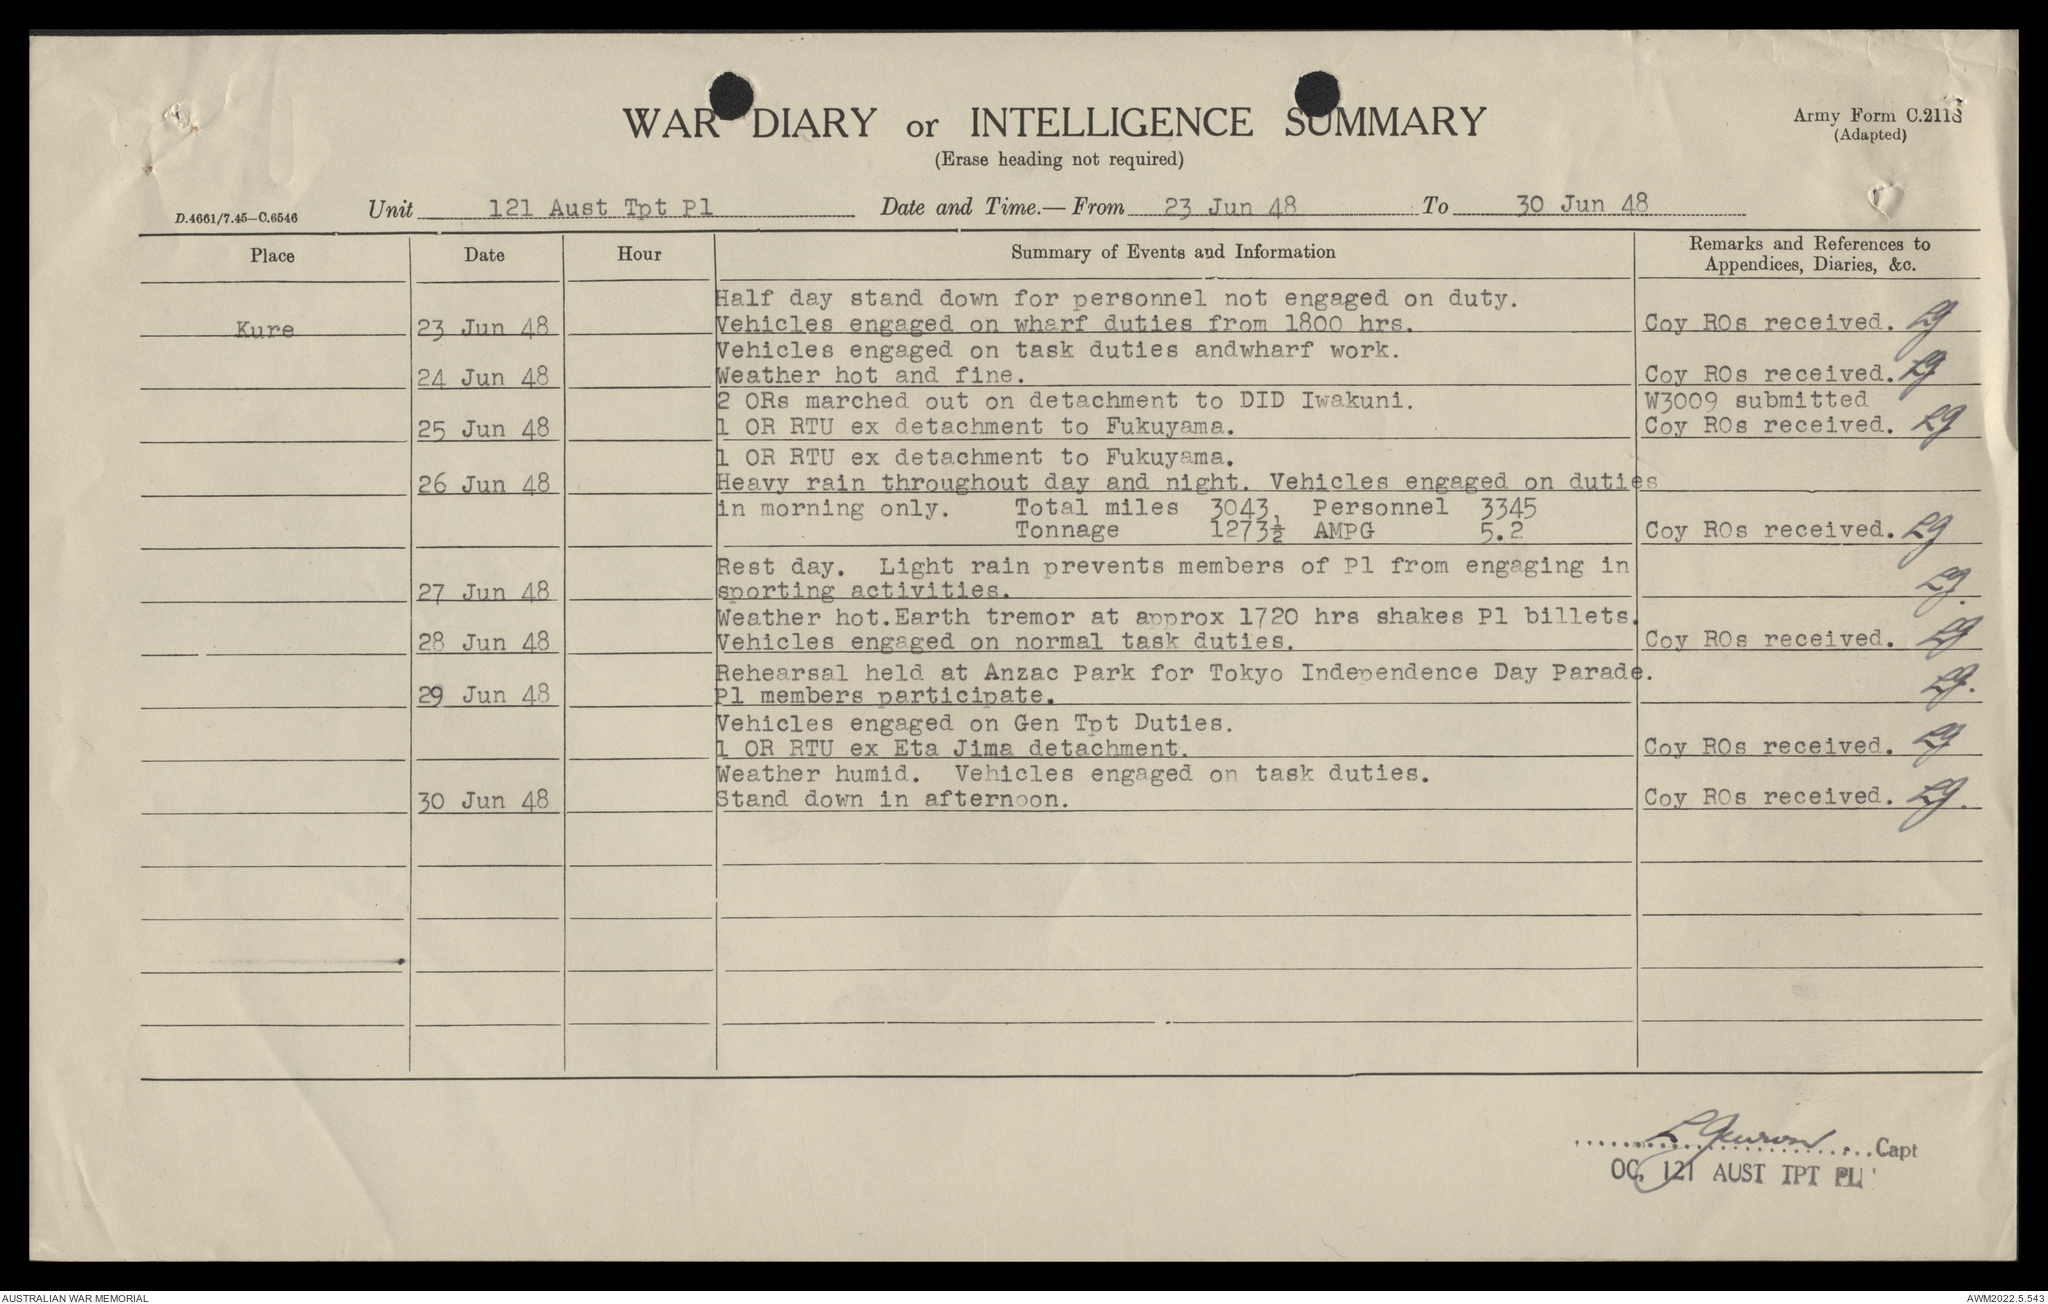 WAR DIARY or INTELLIGENCE SUMMARY
(Erase heading not required)
Army Form C.2118
(Adapted)
D.4661/7.45—C.6546
Unit 121 Aust Tpt Pl Date and Time.— From 23 Jun 48 To 30 Jun 48
Place Date Hour Summary of Events and Information Remarks and References to
Appendices, Diaries, &c.
Half day stand down for personnel not engaged on duty.
Kure 23 Jun 48 Vehicles engaged on wharf duties from 1800 hrs. Coy ROs received. LJ
Vehicles engaged on task duties andwharf work.
24 Jun 48 Weather hot and fine. Coy ROs received. LJ
2 ORs marched out on detachment to DID Iwakuni. W3009 submitted
25 Jun 48 1 OR RTU ex detachment to Fukuyama. Coy ROs received. LJ
1 OR RTU ex detachment to Fukuyama.
26 Jun 48 Heavy rain throughout day and night. Vehicles engaged on duties
in morning only. Total miles 3043, Personnel 3345
Tonnage 1273½ AMPG 5.2 Coy ROs received. LJ
Rest day. Light rain prevents members of Pl from engaging in
27 Jun 48 sporting activities. LJ.
Weather hot.Earth tremor at approx 1720 hrs shakes Pl billets.
28 Jun 48 Vehicles engaged on normal task duties. Coy ROs received. LJ
Rehearsal held at Anzac Park for Tokyo Independence Day Parade.
29 Jun 48 Pl members participate. LJ.
Vehicles engaged on Gen Tpt Duties.
1 OR RTU ex Eta Jima detachment. Coy ROs received. LJ
Weather humid. Vehicles engaged on task duties.
30 Jun 48 Stand down in afternoon. Coy ROs received. LJ.
Capt
OC, 121 AUST TPT PL
AUSTRALIAN WAR MEMORIAL
AWM2022.5.543